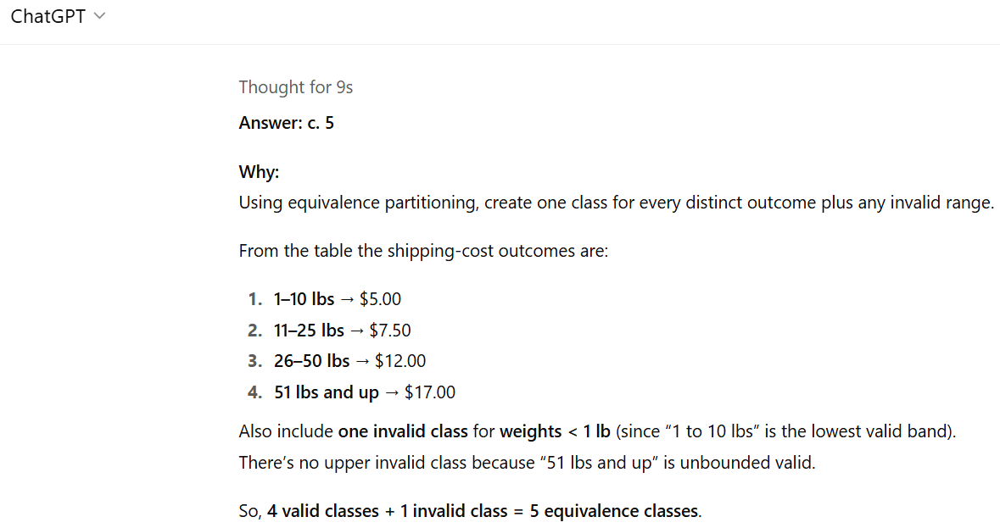 ChatGPT
Thought for 9s
Answer: c. 5
Why:
Using equivalence partitioning, create one class for every distinct outcome plus any invalid range.
From the table the shipping-cost outcomes are:
1. 1–10 lbs → $5.00
2. 11–25 lbs → $7.50
3. 26–50 lbs → $12.00
4. 51 lbs and up → $17.00
Also include one invalid class for weights < 1 lb (since “1 to 10 lbs” is the lowest valid band).
There’s no upper invalid class because “51 lbs and up” is unbounded valid.
So, 4 valid classes + 1 invalid class = 5 equivalence classes.